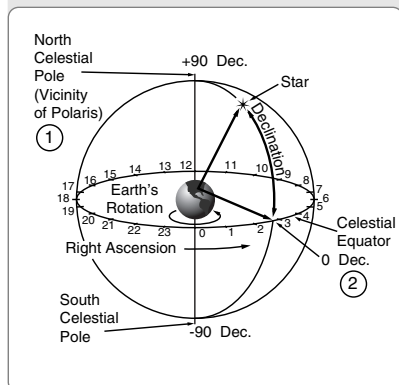 North
Celestial
Pole
(Vicinity
of Polaris)
1
+90 Dec.
Star
Declination
12
11
13
10
14
9
15
8
16
7
17
6
18
5
19
4
20
3
21
2
22
1
23
0
Earth's
Rotation
Right Ascension
Celestial
Equator
0 Dec.
2
South
Celestial
Pole
-90 Dec.